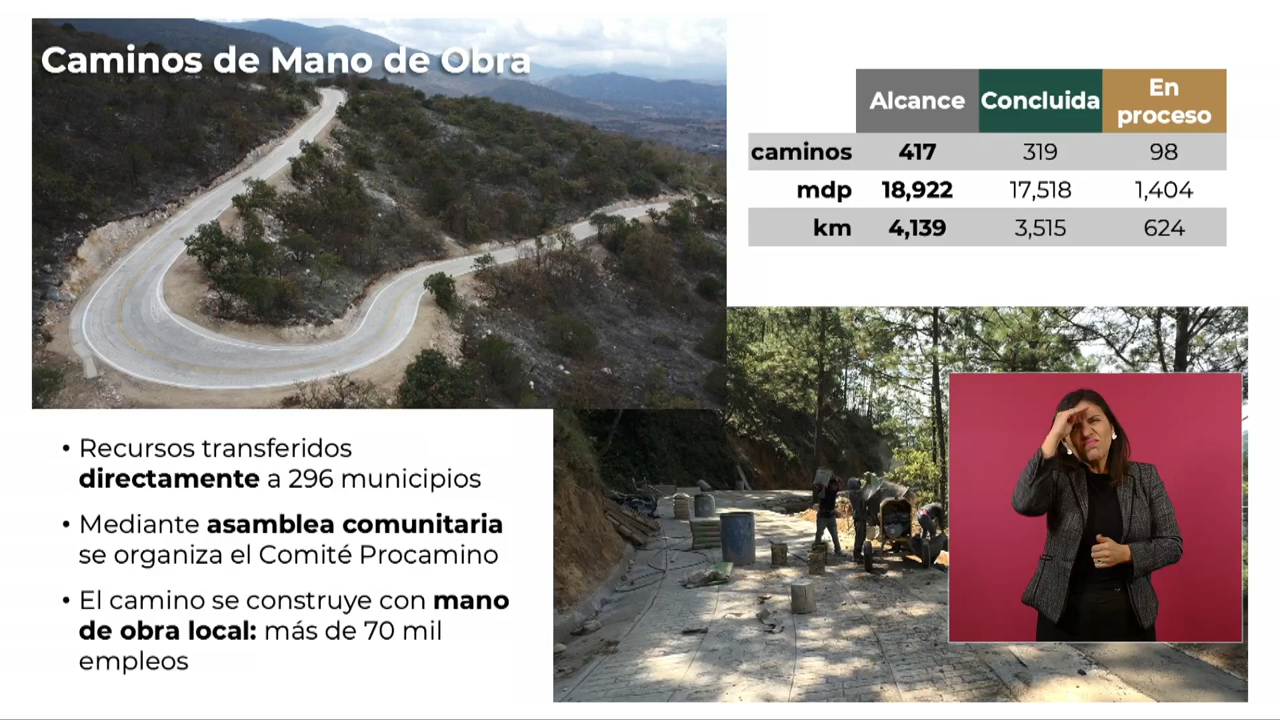 Caminos de Mano de Obra
Alcance Concluida En proceso
caminos 417 319 98
mdp 18,922 17,518 1,404
km 4,139 3,515 624
• Recursos transferidos
directamente a 296 municipios
• Mediante asamblea comunitaria
se organiza el Comité Procamino
• El camino se construye con mano
de obra local: más de 70 mil
empleos